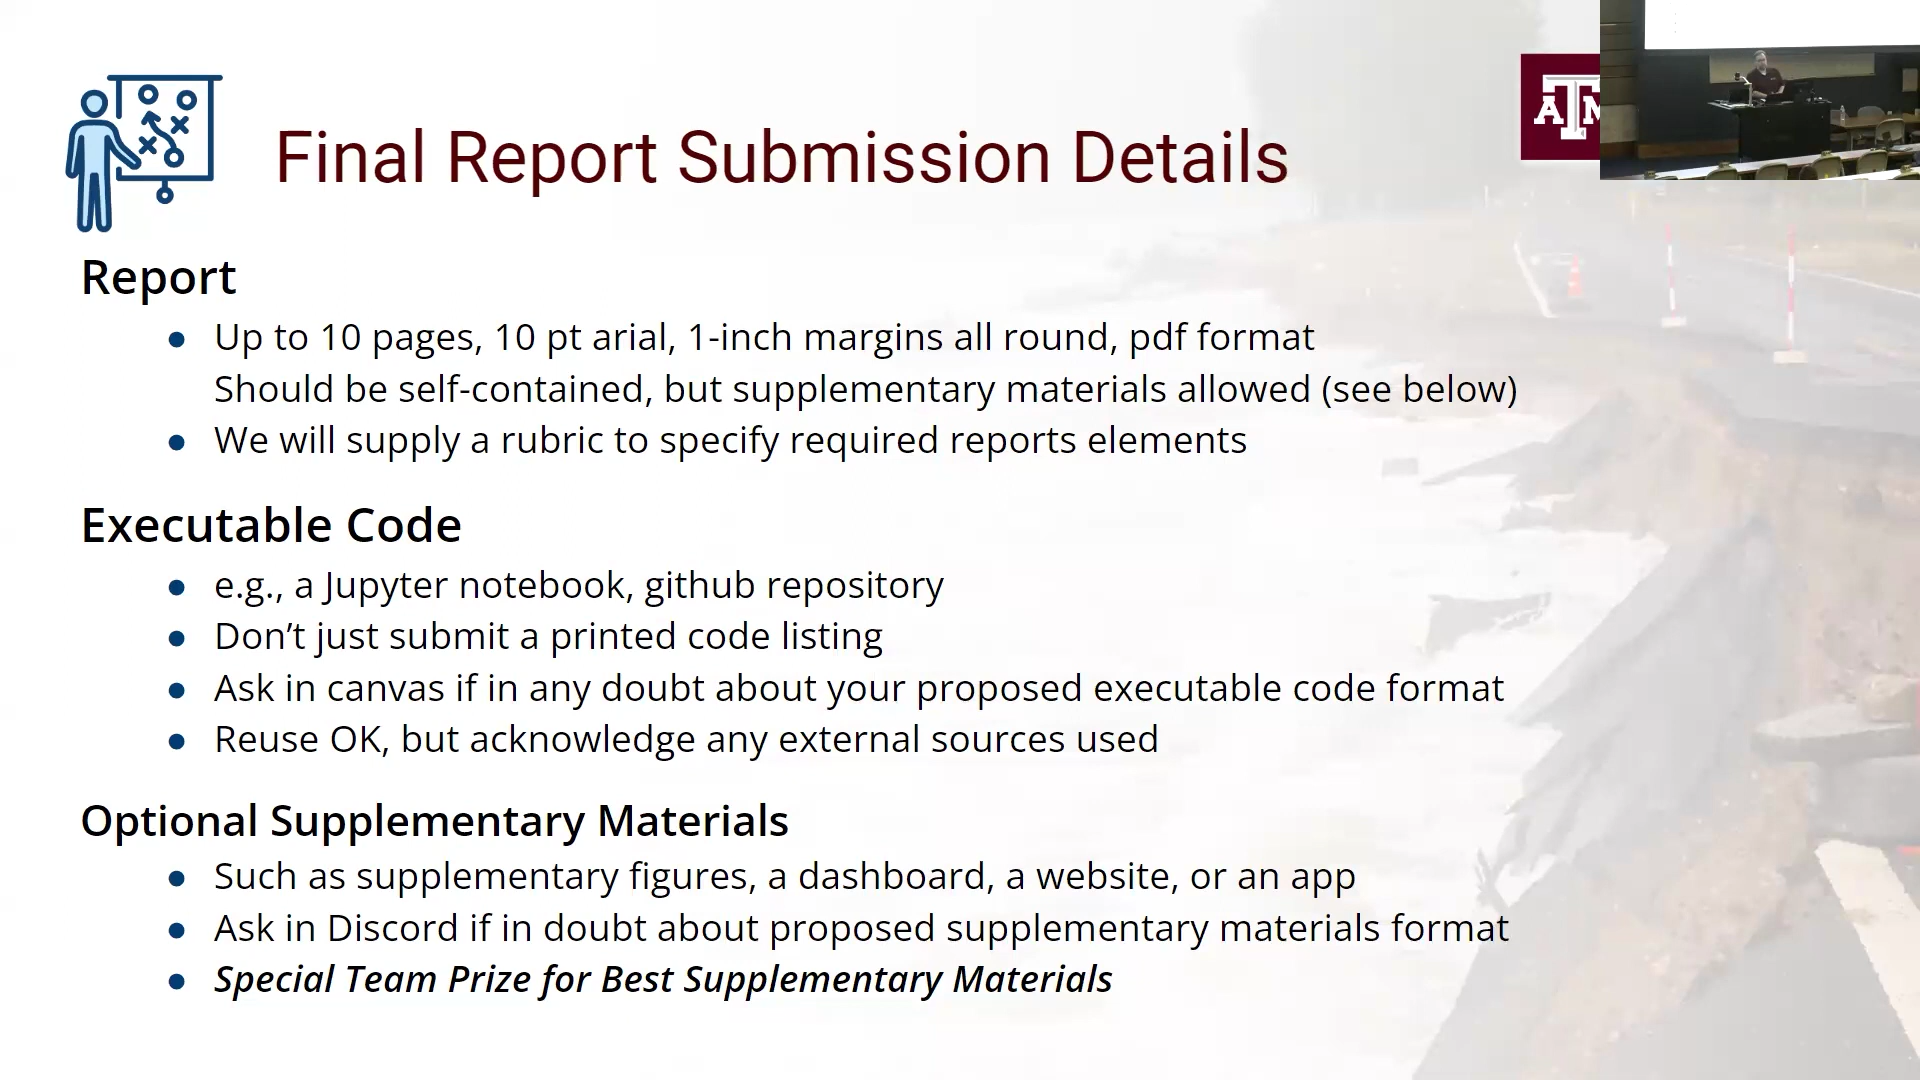 Final Report Submission Details
ATM
Report
Up to 10 pages, 10 pt arial, 1-inch margins all round, pdf format
Should be self-contained, but supplementary materials allowed (see below)
We will supply a rubric to specify required reports elements
Executable Code
e.g., a Jupyter notebook, github repository
Don’t just submit a printed code listing
Ask in canvas if in any doubt about your proposed executable code format
Reuse OK, but acknowledge any external sources used
Optional Supplementary Materials
Such as supplementary figures, a dashboard, a website, or an app
Ask in Discord if in doubt about proposed supplementary materials format
Special Team Prize for Best Supplementary Materials